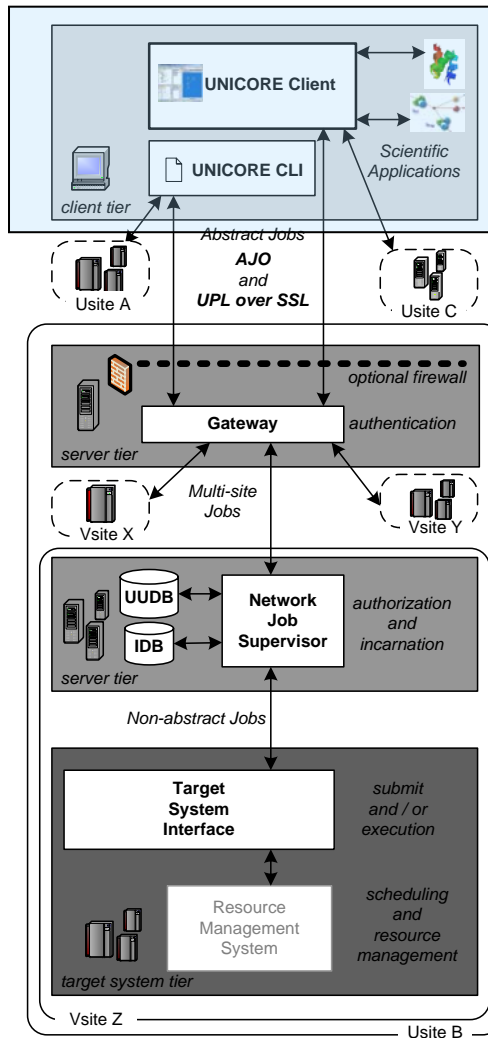 UNICORE Client
UNICORE CLI
Scientific
Applications
client tier
Usite A
Abstract Jobs
AJO
and
UPL over SSL
Usite C
optional firewall
Gateway
authentication
server tier
Vsite X
Multi-site
Jobs
Vsite Y
UUDB
IDB
Network
Job
Supervisor
authorization
and
incarnation
server tier
Non-abstract Jobs
Target
System
Interface
submit
and / or
execution
Resource
Management
System
scheduling
and
resource
management
target system tier
Vsite Z
Usite B